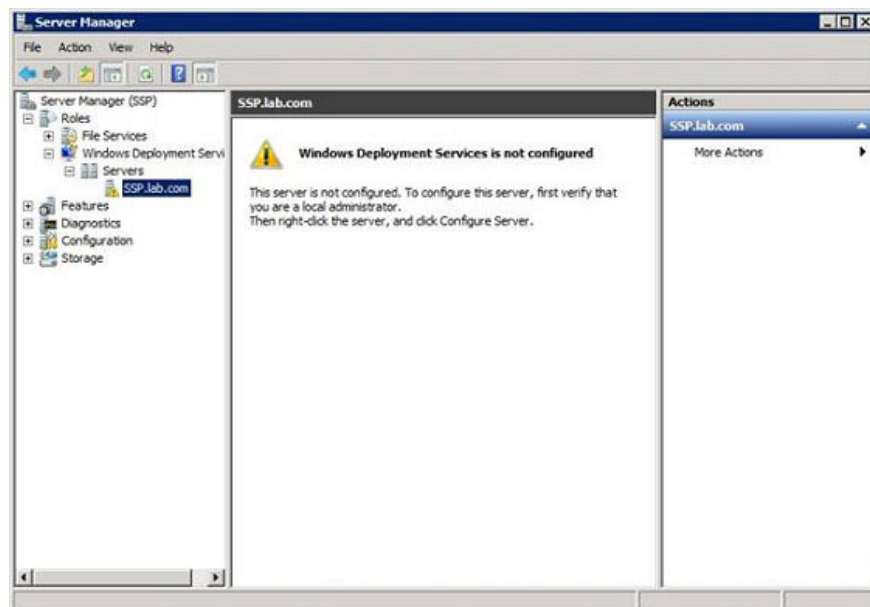 Server Manager
File Action View Help
Server Manager (SSP)
Roles
File Services
Windows Deployment Servi
Servers
SSP.lab.com
Features
Diagnostics
Configuration
Storage
SSP.lab.com
Windows Deployment Services is not configured
This server is not configured. To configure this server, first verify that
you are a local administrator.
Then right-click the server, and click Configure Server.
Actions
SSP.lab.com
More Actions